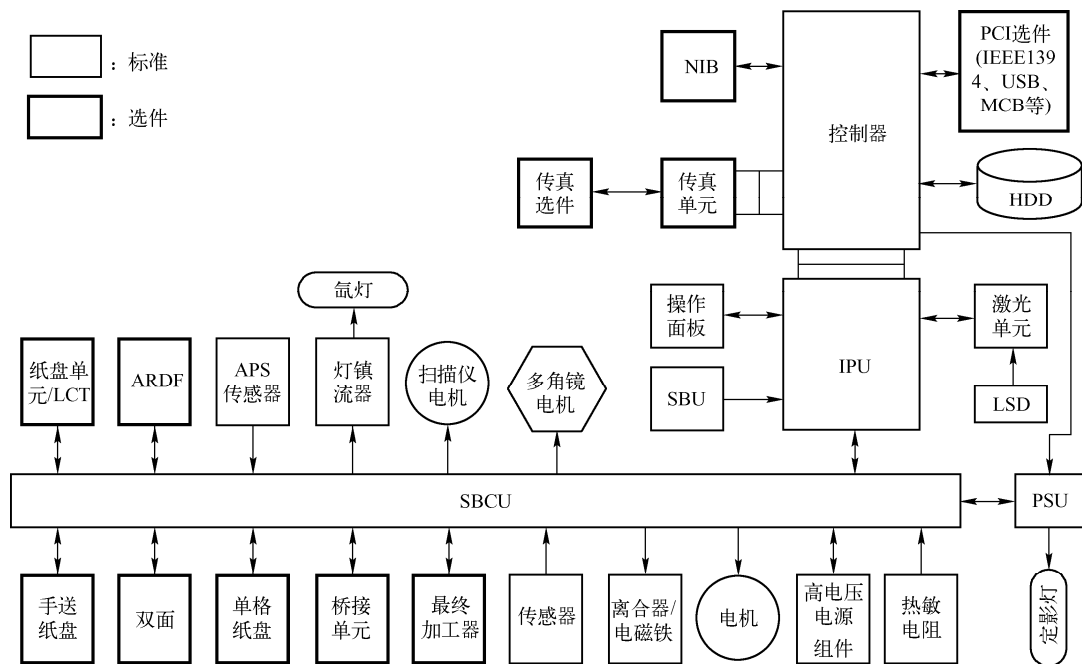 ：标准
：选件
NIB
PCI选件
(IEEE139
4、USB、
MCB等)
控制器
传真
选件
传真
单元
HDD
氙灯
操作
面板
激光
单元
IPU
SBU
LSD
纸盘单
元/LCT
ARDF
APS
传感器
灯镇
流器
扫描仪
电机
多角镜
电机
SBCU
PSU
手送
纸盘
双面
单格
纸盘
桥接
单元
最终
加工器
传感器
离合器/
电磁铁
电机
高电压
电源
组件
热敏
电阻
定影灯